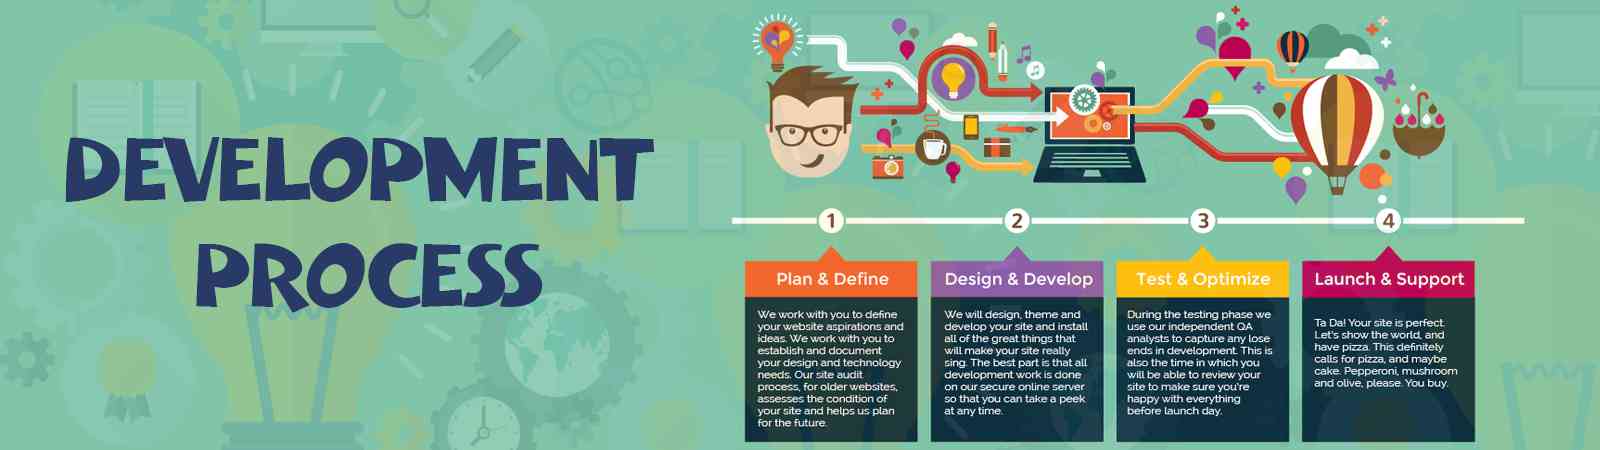 DEVELOPMENT
PROCESS
1
2
3
4
Plan & Define
We work with you to define
your website aspirations and
ideas. We work with you to
establish and document
your design and technology
needs. Our site audit
process, for older websites,
assesses the condition of
your site and helps us plan
for the future.
Design & Develop
We will design, theme and
develop your site and install
all of the great things that
will make your site really
sing. The best part is that all
development work is done
on our secure online server
so that you can take a peek
at any time.
Test & Optimize
During the testing phase we
use our independent QA
analysts to capture any lose
ends in development. This is
also the time in which you
will be able to review your
site to make sure you're
happy with everything
before launch day.
Launch & Support
Ta Da! Your site is perfect.
Let's show the world, and
have pizza. This definitely
calls for pizza, and maybe
cake. Pepperoni, mushroom
and olive, please. You buy.